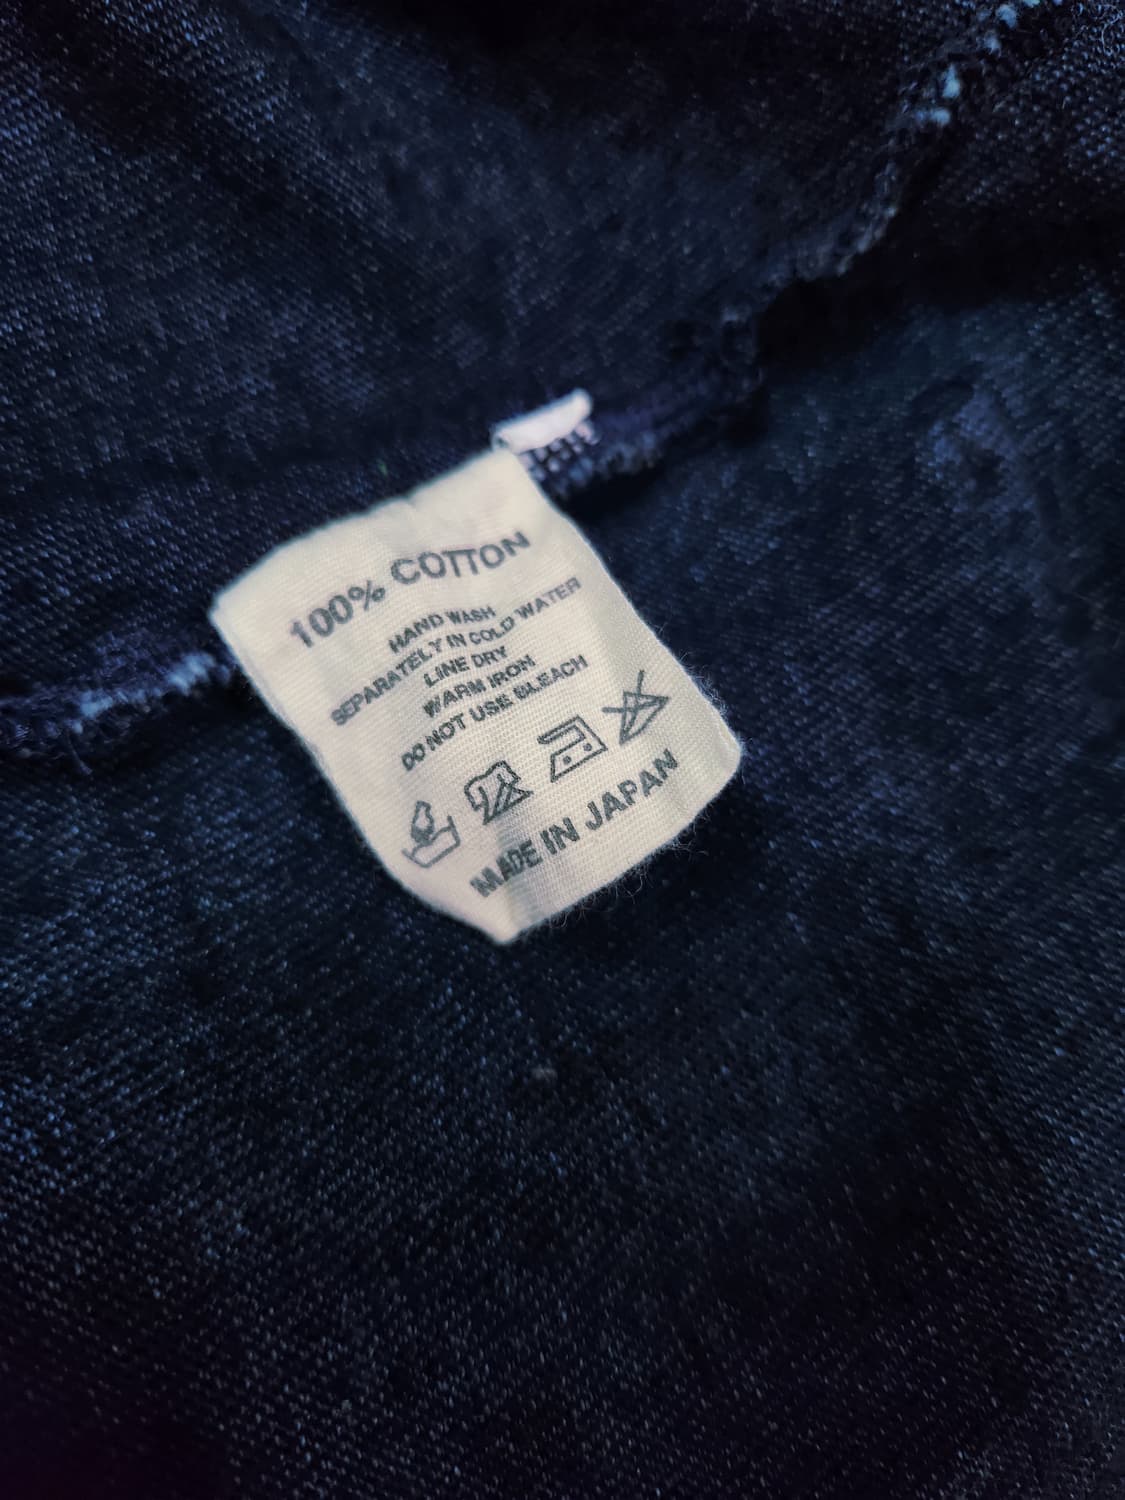 100% COTTON
HAND WASH
SEPARATELY IN COLD WATER
LINE DRY
WARM IRON
DO NOT USE BLEACH
MADE IN JAPAN